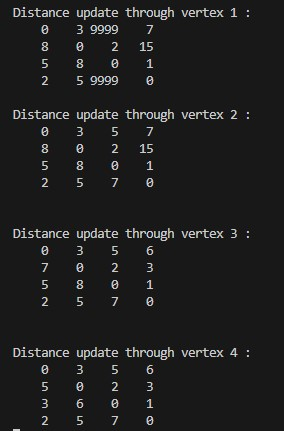 Distance update through vertex 1 :
0 3 9999 7
8 0 2 15
5 8 0 1
2 5 9999 0
Distance update through vertex 2 :
0 3 5 7
8 0 2 15
5 8 0 1
2 5 7 0
Distance update through vertex 3 :
0 3 5 6
7 0 2 3
5 8 0 1
2 5 7 0
Distance update through vertex 4 :
0 3 5 6
5 0 2 3
3 6 0 1
2 5 7 0